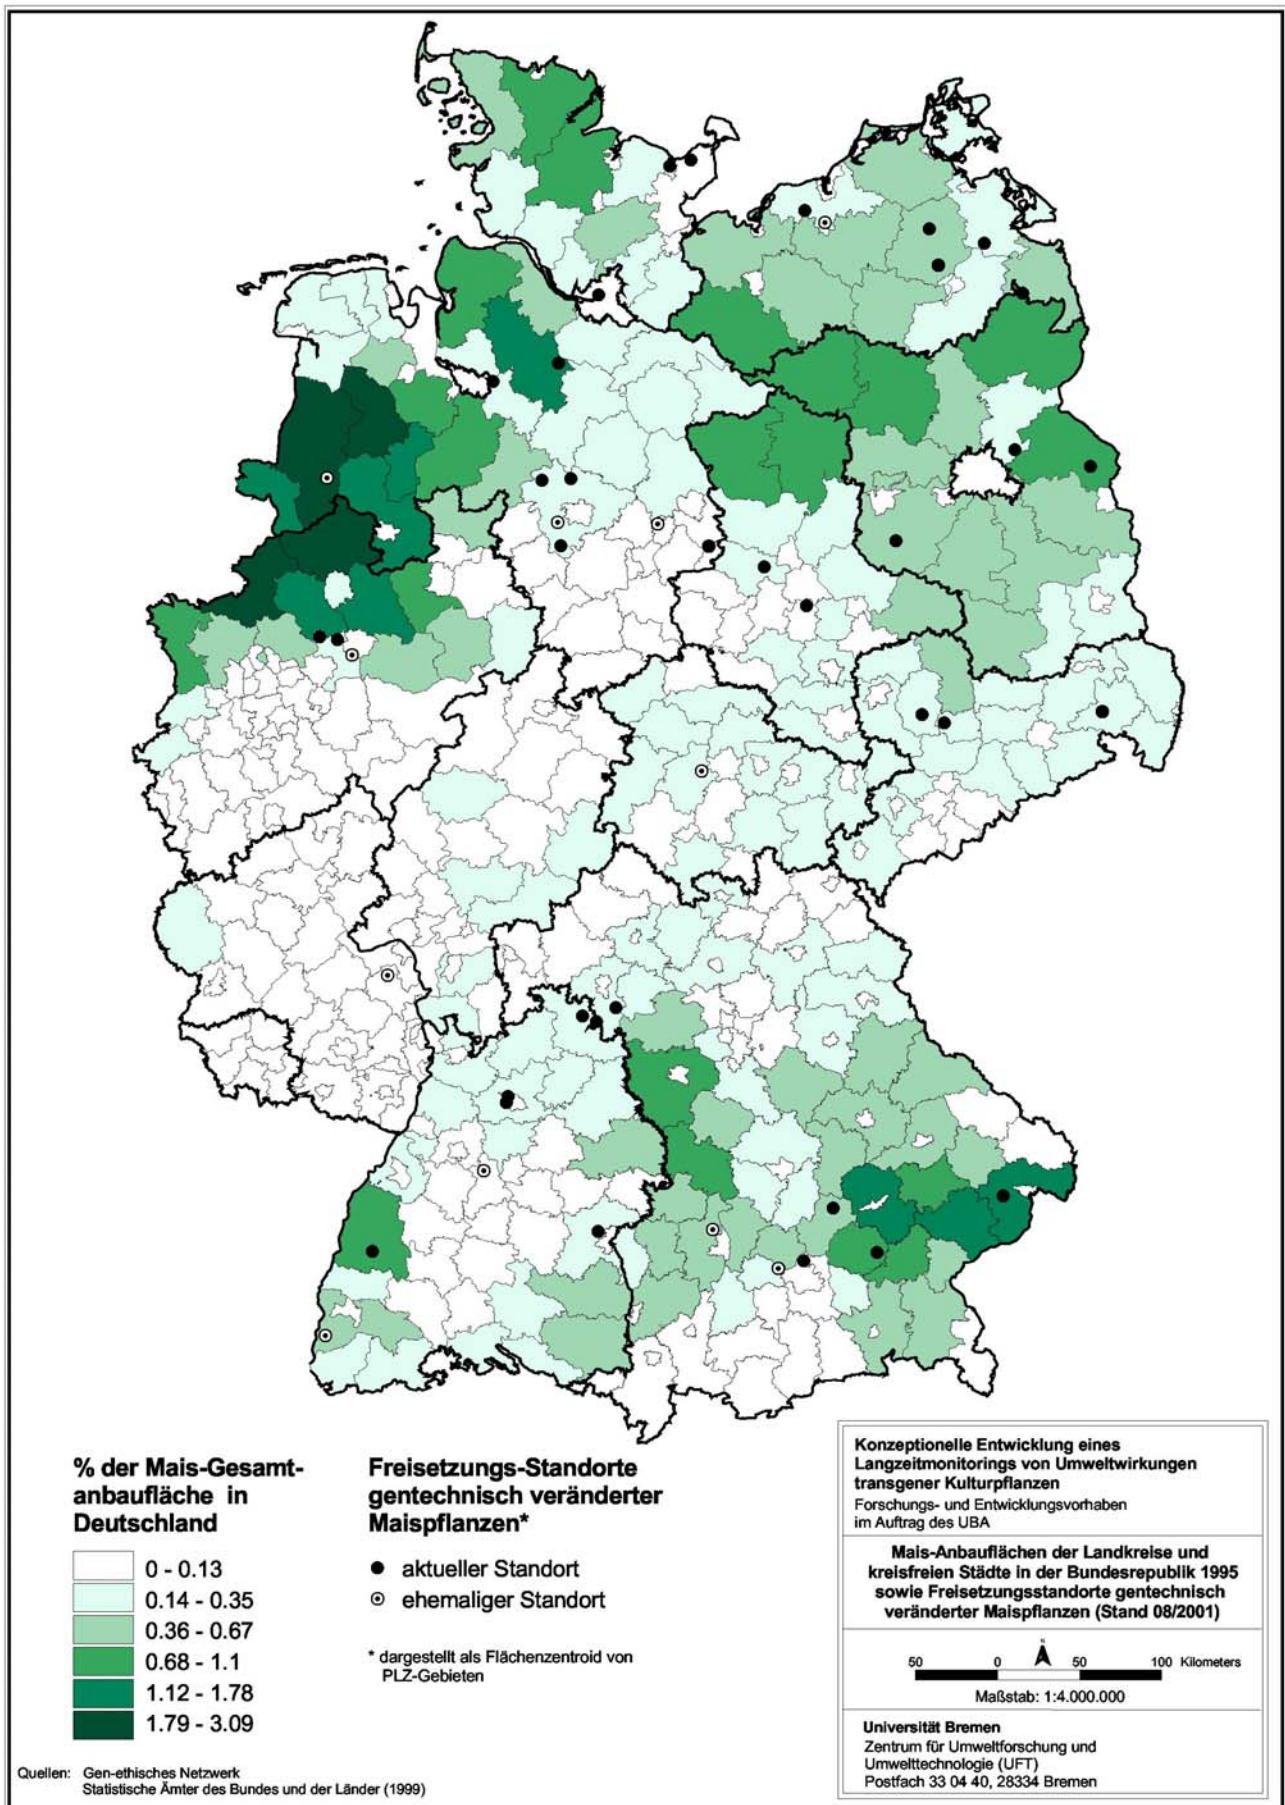 % der Mais-Gesamt-
anbaufläche in
Deutschland
0 - 0.13
0.14 - 0.35
0.36 - 0.67
0.68 - 1.1
1.12 - 1.78
1.79 - 3.09
Freisetzungs-Standorte
gentechnisch veränderter
Maispflanzen*
aktueller Standort
ehemaliger Standort
* dargestellt als Flächenzentroid von
PLZ-Gebieten
Quellen: Gen-ethisches Netzwerk
Statistische Ämter des Bundes und der Länder (1999)
Konzeptionelle Entwicklung eines
Langzeitmonitorings von Umweltwirkungen
transgener Kulturpflanzen
Forschungs- und Entwicklungsvorhaben
im Auftrag des UBA
Mais-Anbauflächen der Landkreise und
kreisfreien Städte in der Bundesrepublik 1995
sowie Freisetzungsstandorte gentechnisch
veränderter Maispflanzen (Stand 08/2001)
N
50 0 50 100 Kilometers
Maßstab: 1:4.000.000
Universität Bremen
Zentrum für Umweltforschung und
Umwelttechnologie (UFT)
Postfach 33 04 40, 28334 Bremen